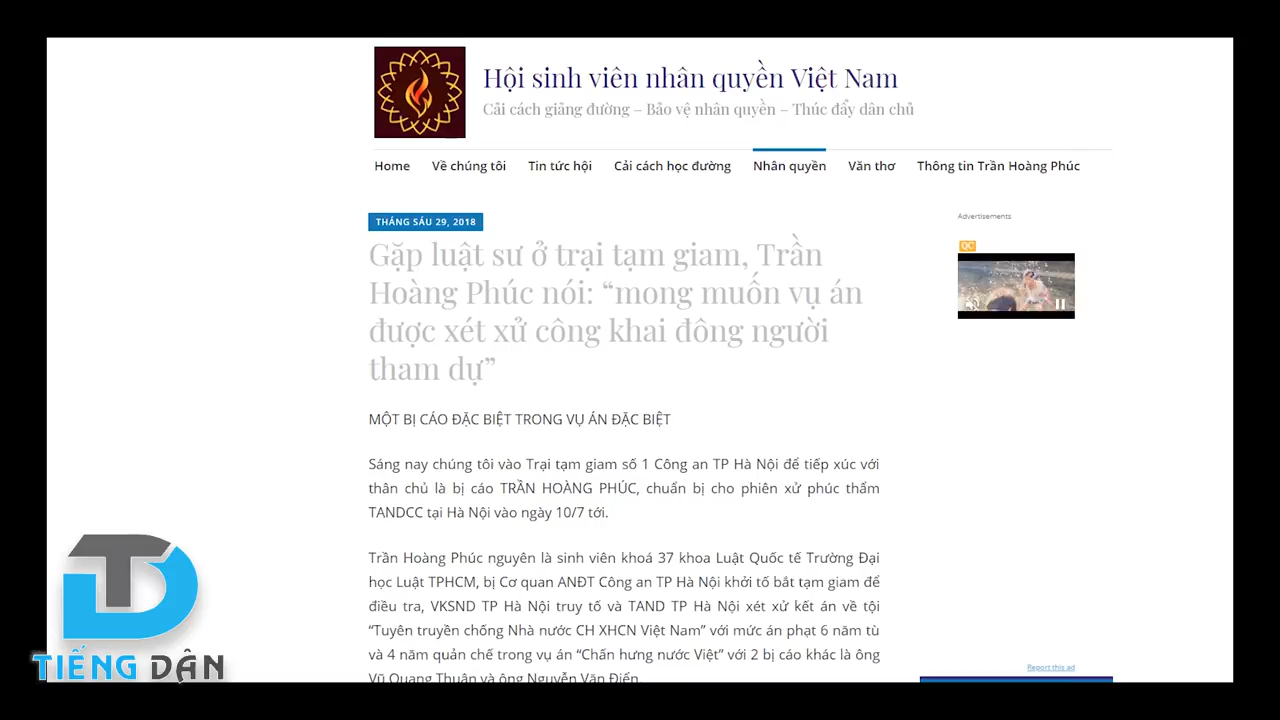 Hội sinh viên nhân quyền Việt Nam
Cải cách giảng đường – Bảo vệ nhân quyền – Thúc đẩy dân chủ
Home Về chúng tôi Tin tức hội Cải cách học đường Nhân quyền Văn thơ Thông tin Trần Hoàng Phúc
THÁNG SÁU 29, 2018
Gặp luật sư ở trại tạm giam, Trần
Hoàng Phúc nói: “mong muốn vụ án
được xét xử công khai đông người
tham dự”
MỘT BỊ CÁO ĐẶC BIỆT TRONG VỤ ÁN ĐẶC BIỆT
Sáng nay chúng tôi vào Trại tạm giam số 1 Công an TP Hà Nội để tiếp xúc với
thân chủ là bị cáo TRẦN HOÀNG PHÚC, chuẩn bị cho phiên xử phúc thẩm
TANDCC tại Hà Nội vào ngày 10/7 tới.
Trần Hoàng Phúc nguyên là sinh viên khoá 37 khoa Luật Quốc tế Trường Đại
học Luật TPHCM, bị Cơ quan ANĐT Công an TP Hà Nội khởi tố bắt tạm giam để
điều tra, VKSND TP Hà Nội truy tố và TAND TP Hà Nội xét xử kết án về tội
“Tuyên truyền chống Nhà nước CH XHCN Việt Nam” với mức án phạt 6 năm tù
và 4 năm quản chế trong vụ án “Chấn hưng nước Việt” với 2 bị cáo khác là ông
Vũ Quang Thuận và ông Nguyễn Văn Điển.
Advertisements
QC
Report this ad
TD
TIẾNG DÂN